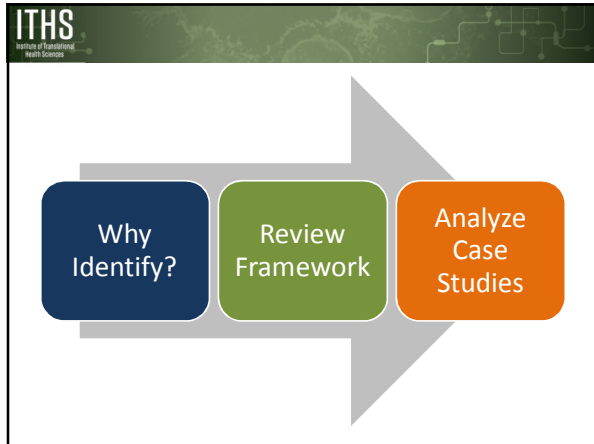 ITHS
Institute of Translational
Health Sciences
Why
Identify?
Review
Framework
Analyze
Case
Studies